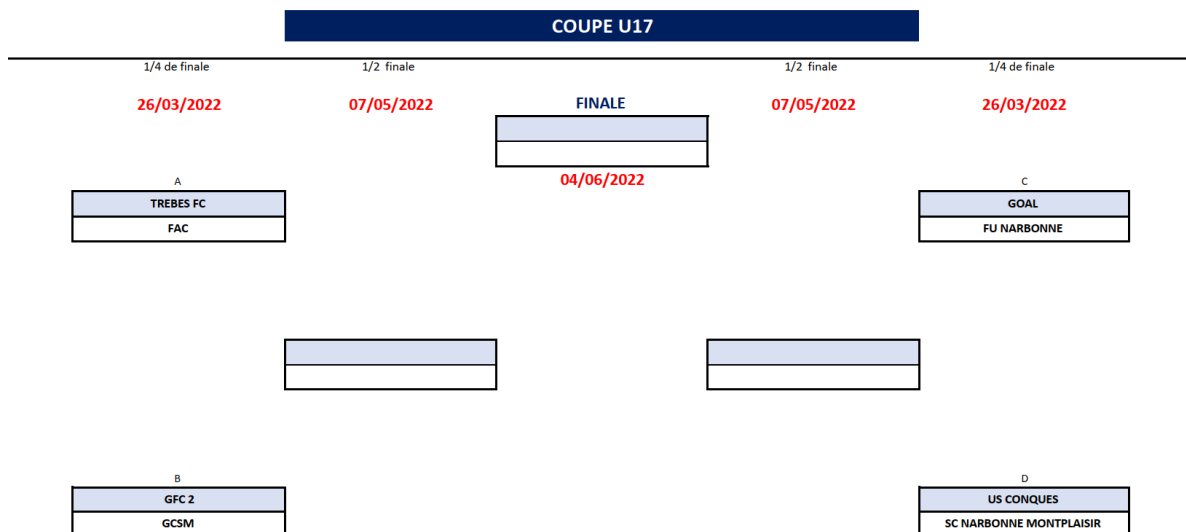 COUPE U17
1/4 de finale 1/2 finale 1/2 finale 1/4 de finale
26/03/2022 07/05/2022 FINALE 07/05/2022 26/03/2022
04/06/2022
A C
TREBES FC GOAL
FAC FU NARBONNE
B D
GFC 2 US CONQUES
GCSM SC NARBONNE MONTPLAISIR